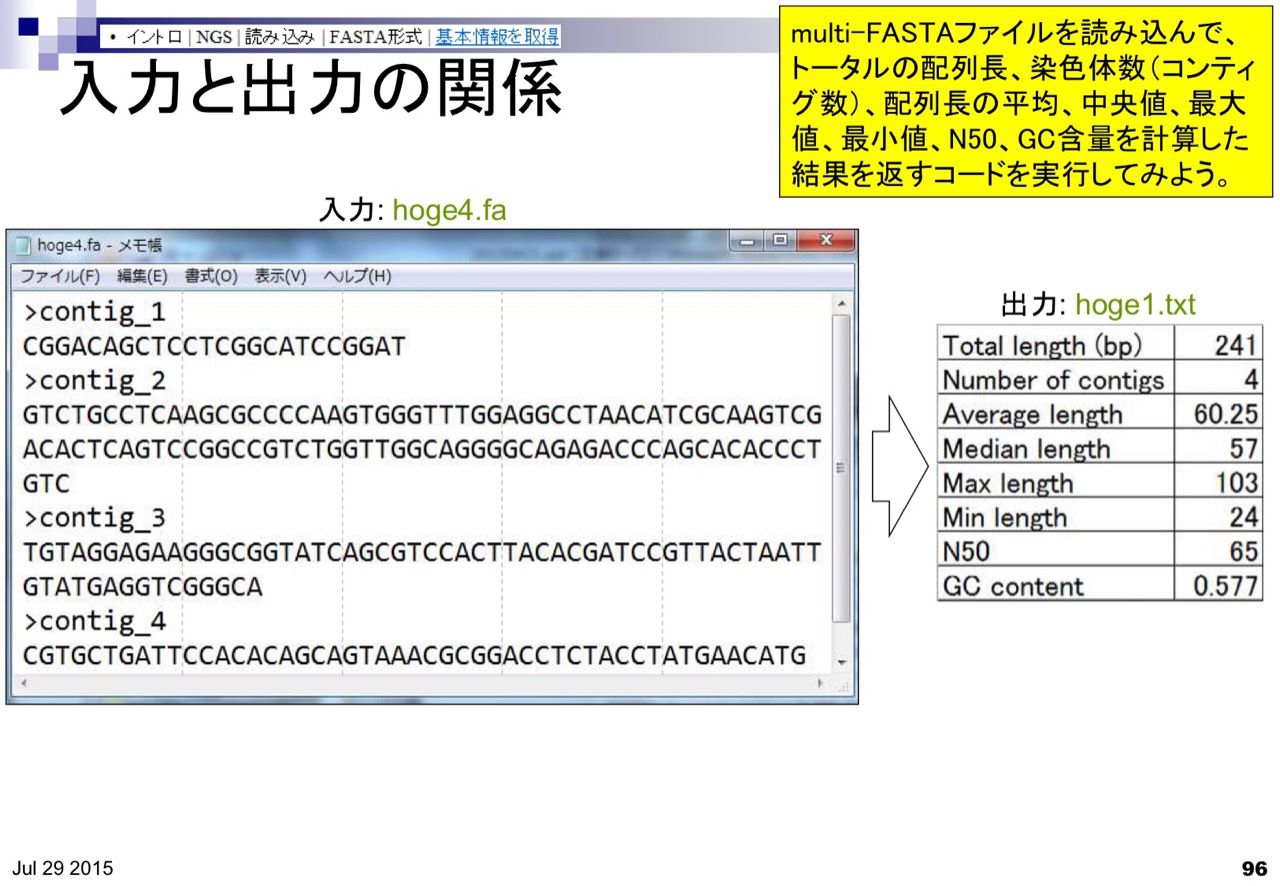 • イントロ | NGS | 読み込み | FASTA形式 | 基本情報を取得
入力と出力の関係
multi-FASTAファイルを読み込んで、
トータルの配列長、染色体数（コンティ
グ数）、配列長の平均、中央値、最大
値、最小値、N50、GC含量を計算した
結果を返すコードを実行してみよう。
入力: hoge4.fa
hoge4.fa - メモ帳
ファイル(F) 編集(E) 書式(O) 表示(V) ヘルプ(H)
>contig_1
CGGACAGCTCCTCGGCATCCGGAT
>contig_2
GTCTGCCTCAAGCGCCCCAAGTGGGTTTGGAGGCCTAACATCGCAAGTCG
ACACTCAGTCCGGCCGTCTGGTTGGCAGGGGCAGAGACCCAGCACACCCT
GTC
>contig_3
TGTAGGAGAAGGGCGGTATCAGCGTCCACTTACACGATCCGTTACTAATT
GTATGAGGTCGGGCA
>contig_4
CGTGCTGATTCCACACAGCAGTAAACGCGGACCTCTACCTATGAACATG
出力: hoge1.txt
Total length (bp) 241
Number of contigs 4
Average length 60.25
Median length 57
Max length 103
Min length 24
N50 65
GC content 0.577
Jul 29 2015
96